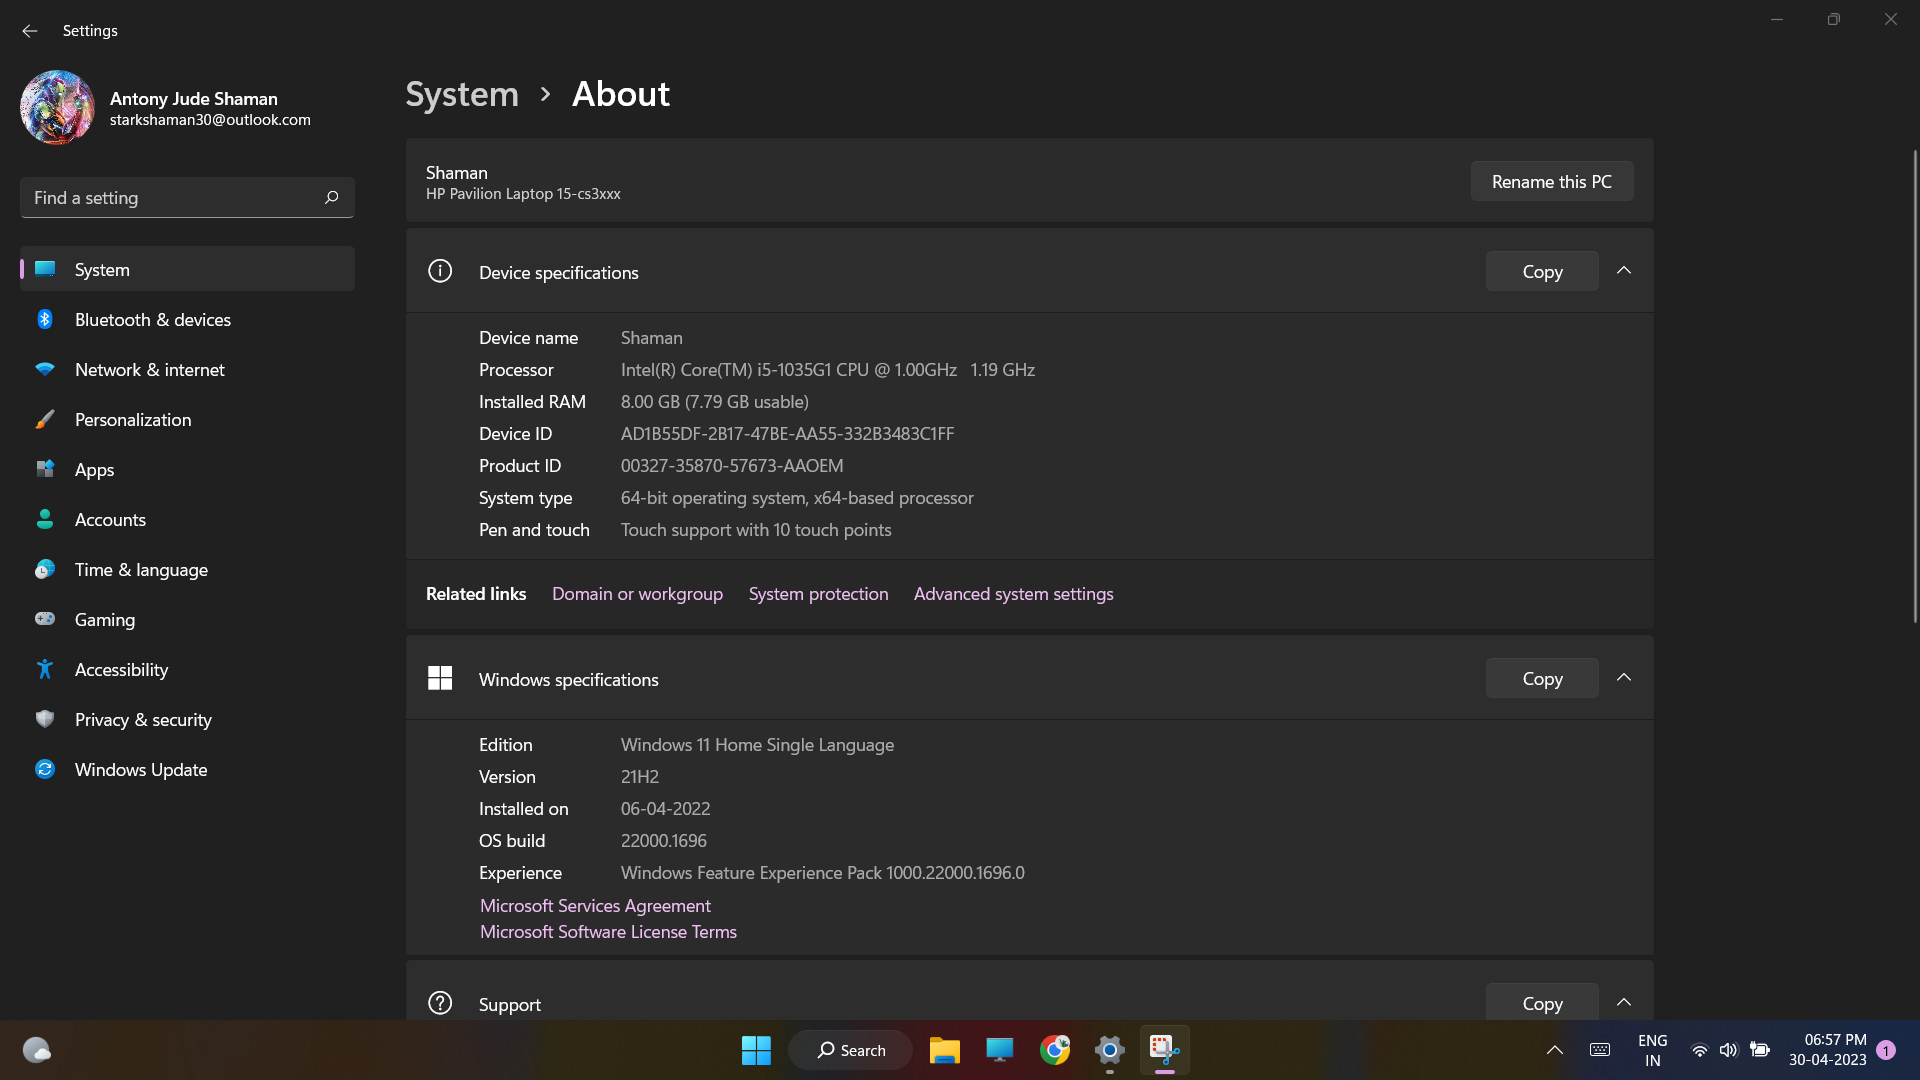 Settings
Antony Jude Shaman
starkshaman30@outlook.com
Find a setting
System
Bluetooth & devices
Network & internet
Personalization
Apps
Accounts
Time & language
Gaming
Accessibility
Privacy & security
Windows Update
System > About
Shaman
HP Pavilion Laptop 15-cs3xxx
Rename this PC
Device specifications Copy
Device name Shaman
Processor Intel(R) Core(TM) i5-1035G1 CPU @ 1.00GHz 1.19 GHz
Installed RAM 8.00 GB (7.79 GB usable)
Device ID AD1B55DF-2B17-47BE-AA55-332B3483C1FF
Product ID 00327-35870-57673-AAOEM
System type 64-bit operating system, x64-based processor
Pen and touch Touch support with 10 touch points
Related links Domain or workgroup System protection Advanced system settings
Windows specifications Copy
Edition Windows 11 Home Single Language
Version 21H2
Installed on 06-04-2022
OS build 22000.1696
Experience Windows Feature Experience Pack 1000.22000.1696.0
Microsoft Services Agreement
Microsoft Software License Terms
Support Copy
Search
ENG
IN
06:57 PM
30-04-2023
1